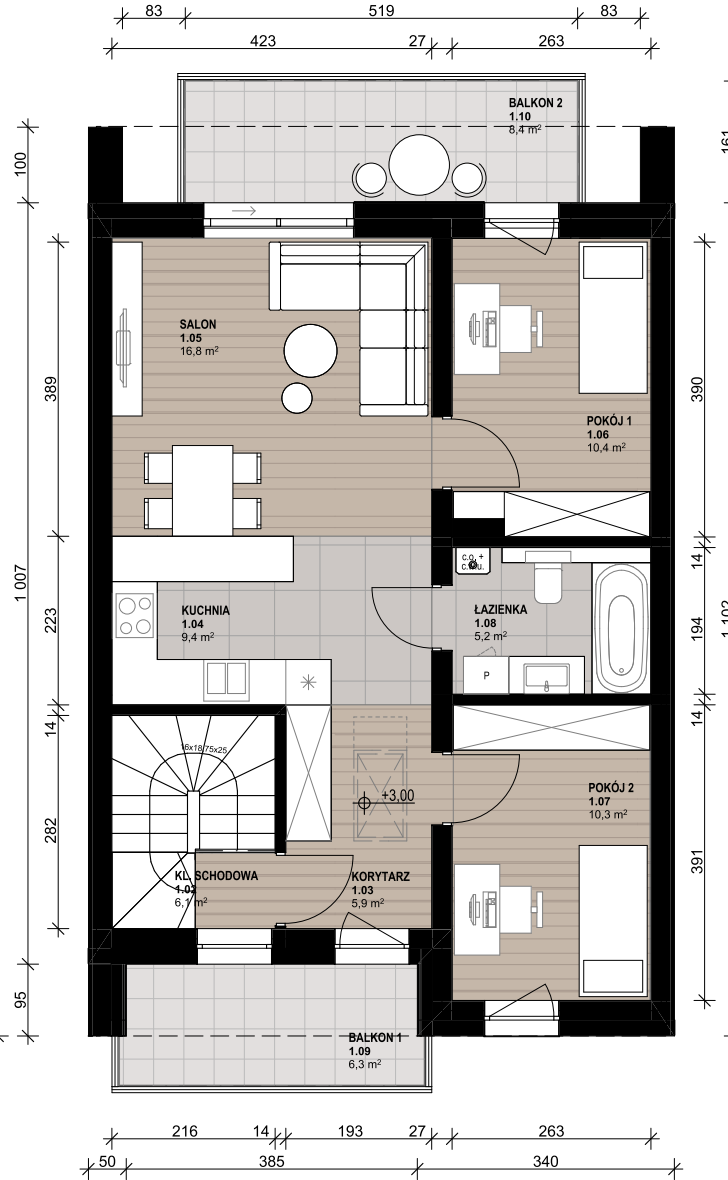 83 519 83
423 27 263
BALKON 2
1.10
8,4 m²
100
161
SALON
1.05
16,8 m²
389
390
POKÓJ 1
1.06
10,4 m²
c.o. +
c.w.u.
14
1 007
223
KUCHNIA
1.04
9,4 m²
ŁAZIENKA
1.08
5,2 m²
194
1 102
P
14
14
16x18,75x25
POKÓJ 2
1.07
10,3 m²
+3,00
282
391
KL. SCHODOWA
1.02
6,1 m²
KORYTARZ
1.03
5,9 m²
95
BALKON 1
1.09
6,3 m²
216 14 193 27 263
50 385 340